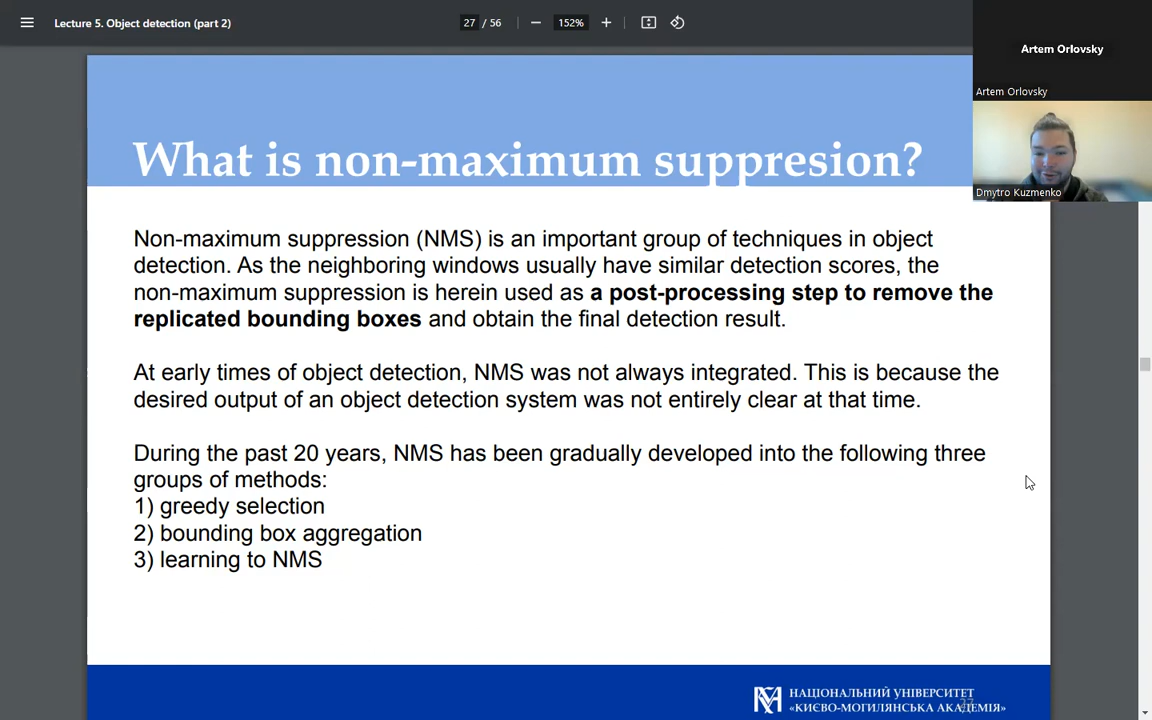 Lecture 5. Object detection (part 2)
27 / 56
152%
Artem Orlovsky
Artem Orlovsky
Dmytro Kuzmenko
What is non-maximum suppresion?
Non-maximum suppression (NMS) is an important group of techniques in object
detection. As the neighboring windows usually have similar detection scores, the
non-maximum suppression is herein used as a post-processing step to remove the
replicated bounding boxes and obtain the final detection result.
At early times of object detection, NMS was not always integrated. This is because the
desired output of an object detection system was not entirely clear at that time.
During the past 20 years, NMS has been gradually developed into the following three
groups of methods:
1) greedy selection
2) bounding box aggregation
3) learning to NMS
НАЦІОНАЛЬНИЙ УНІВЕРСИТЕТ
«КИЄВО-МОГИЛЯНСЬКА АКАДЕМІЯ»
27